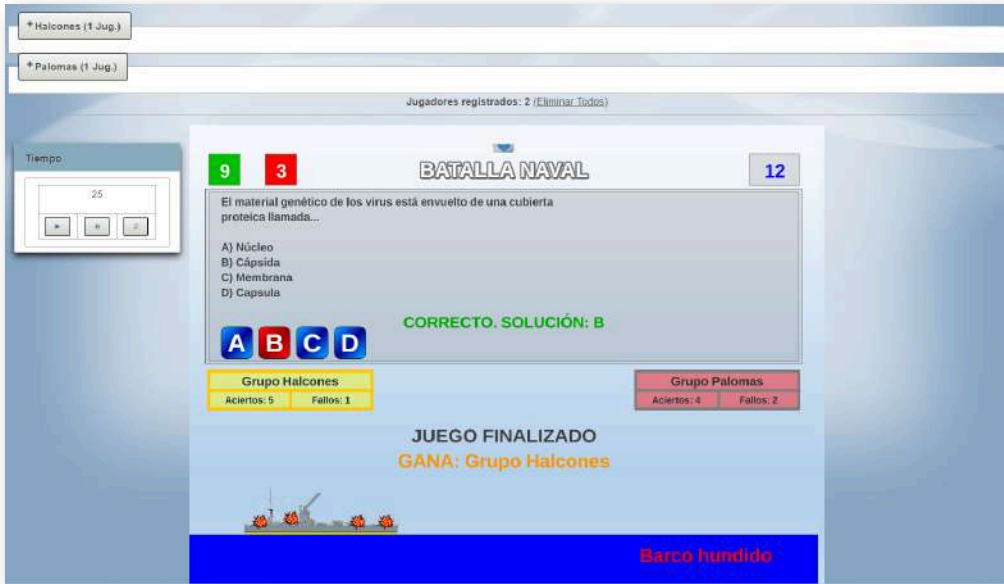 +Halcones (1 Jug.)
+Palomas (1 Jug.)
Jugadores registrados: 2 (Eliminar Todos)
Tiempo
25
9
3
BATALLA NAVAL
12
El material genético de los virus está envuelto de una cubierta
proteica llamada...
A) Núcleo
B) Cápsida
C) Membrana
D) Capsula
CORRECTO. SOLUCIÓN: B
A B C D
Grupo Halcones
Aciertos: 5 Fallos: 1
Grupo Palomas
Aciertos: 4 Fallos: 2
JUEGO FINALIZADO
GANA: Grupo Halcones
Barco hundido